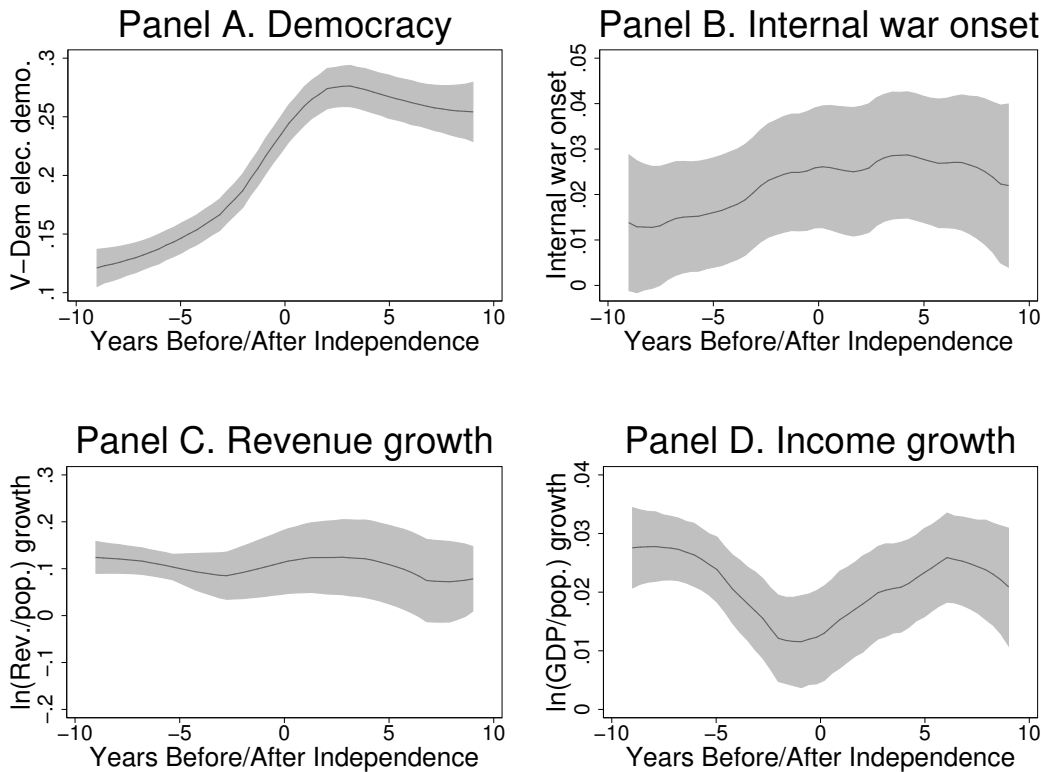 Panel A. Democracy
V−Dem elec. demo.
.3
.25
.2
.15
.1
−10 −5 0 5 10
Years Before/After Independence
Panel B. Internal war onset
Internal war onset
.05
.04
.03
.02
.01
0
−10 −5 0 5 10
Years Before/After Independence
Panel C. Revenue growth
ln(Rev./pop.) growth
.3
.2
.1
0
−.1
−.2
−10 −5 0 5 10
Years Before/After Independence
Panel D. Income growth
ln(GDP/pop.) growth
.04
.03
.02
.01
0
−10 −5 0 5 10
Years Before/After Independence